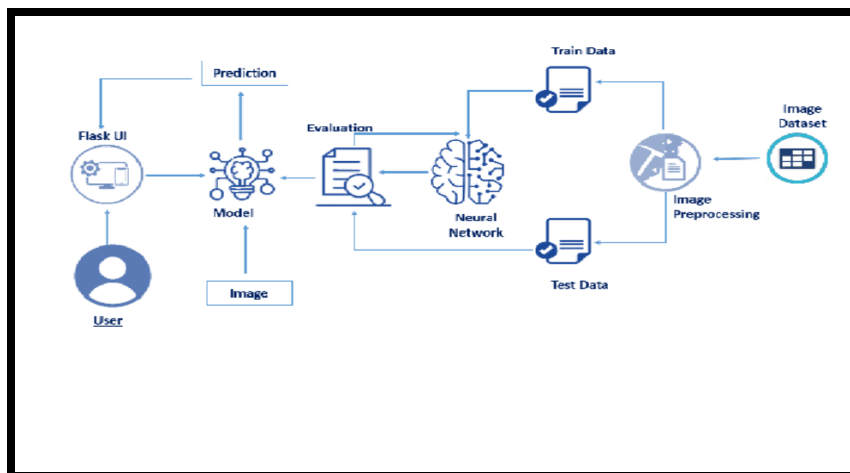 Train Data
Prediction
Image
Dataset
Evaluation
Flask UI
Model
Neural
Network
Image
Preprocessing
Image
Test Data
User